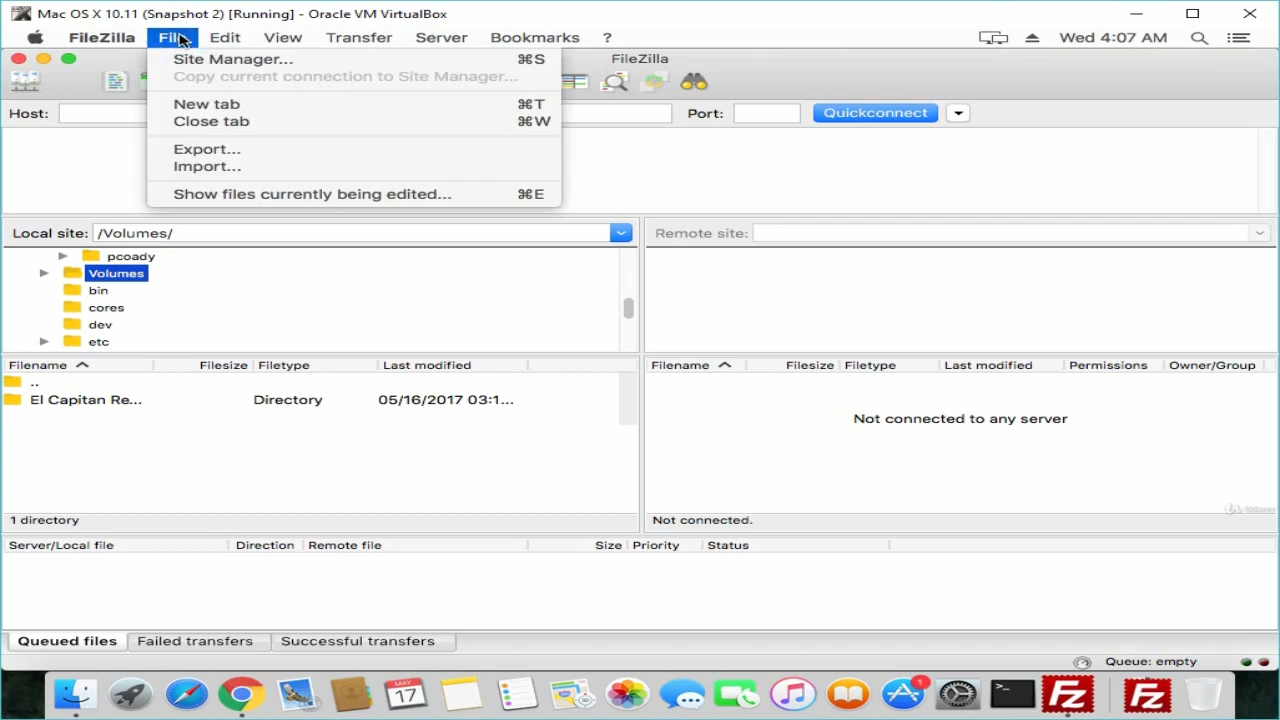 Mac OS X 10.11 (Snapshot 2) [Running] - Oracle VM VirtualBox
FileZilla File Edit View Transfer Server Bookmarks ? Wed 4:07 AM
FileZilla
Site Manager... ⌘S
Copy current connection to Site Manager...
New tab ⌘T
Close tab ⌘W
Export...
Import...
Show files currently being edited... ⌘E
Host: Port: Quickconnect
Local site: /Volumes/
pcoady
Volumes
bin
cores
dev
etc
Filename Filesize Filetype Last modified
..
El Capitan Re... Directory 05/16/2017 03:1...
1 directory
Remote site:
Filename Filesize Filetype Last modified Permissions Owner/Group
Not connected to any server
Not connected.
Server/Local file Direction Remote file Size Priority Status
Queued files Failed transfers Successful transfers
Queue: empty
MAY
17
1
>_
Fz
Fz